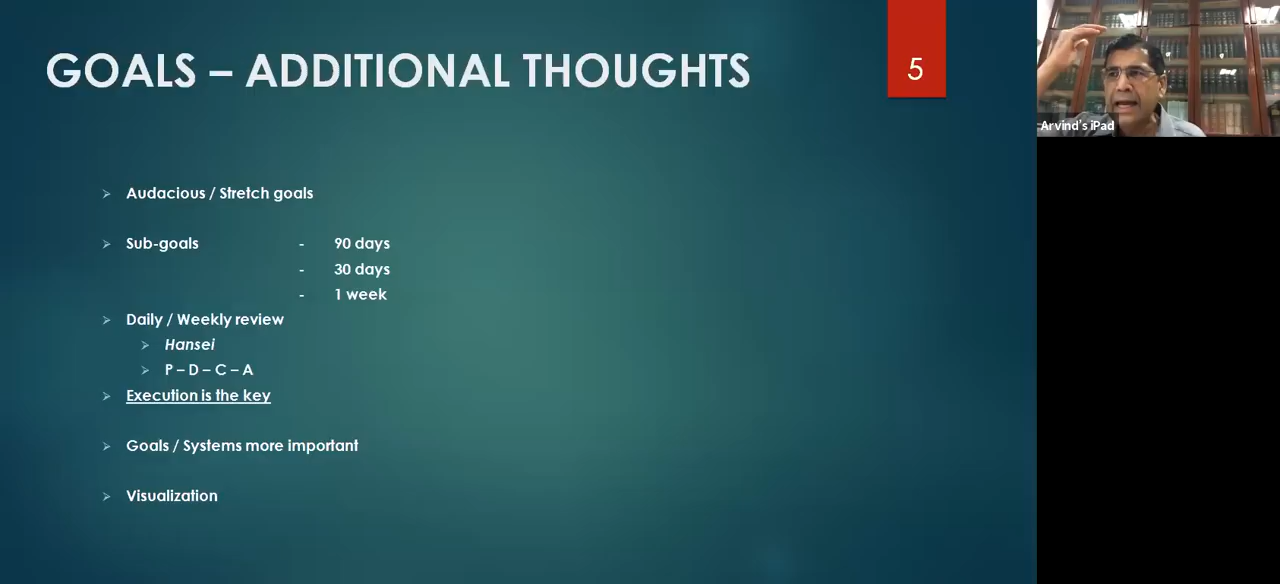 GOALS – ADDITIONAL THOUGHTS
5
Audacious / Stretch goals
Sub-goals - 90 days
- 30 days
- 1 week
Daily / Weekly review
Hansei
P – D – C – A
Execution is the key
Goals / Systems more important
Visualization
Arvind's iPad